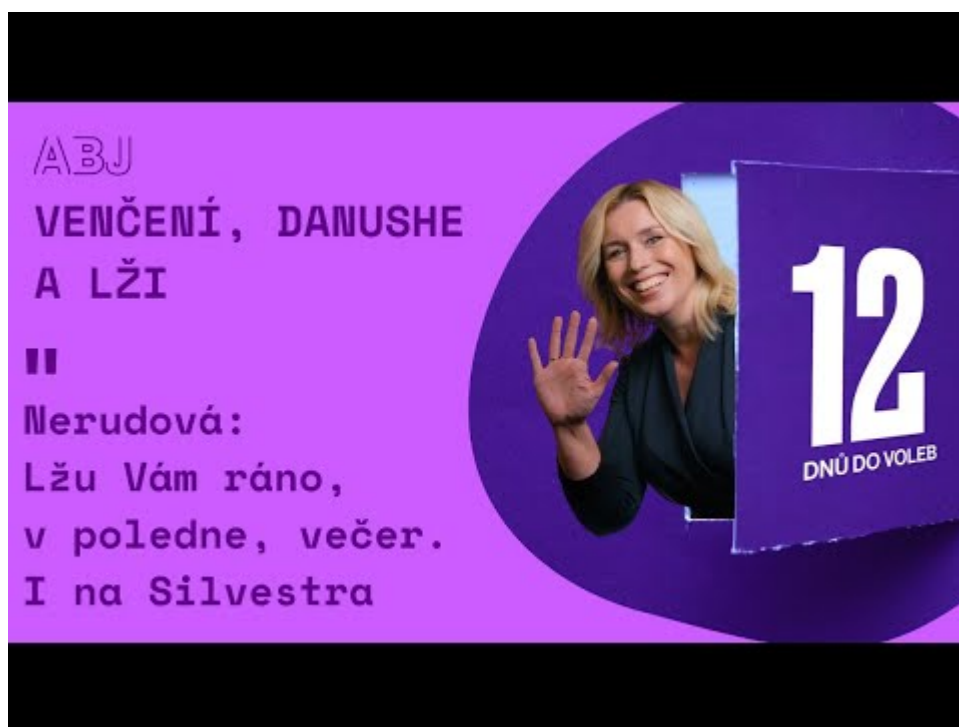 ABJ
VENČENÍ, DANUSHE
A LŽI
"
Nerudová:
Lžu Vám ráno,
v poledne, večer.
I na Silvestra
12
DNŮ DO VOLEB